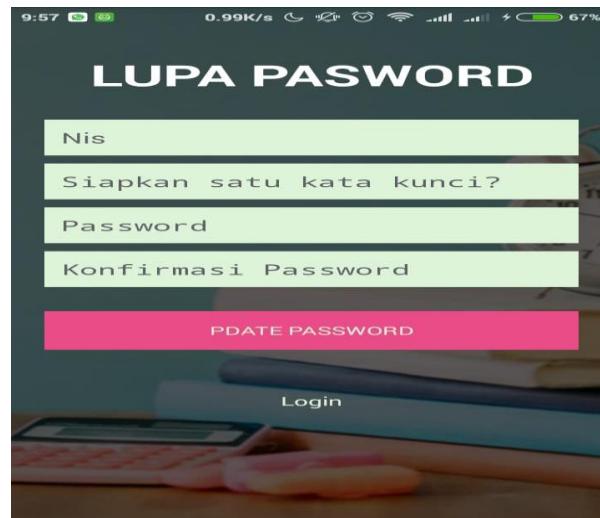 9:57 0.99K/s 67%
LUPA PASWORD
Nis
Siapkan satu kata kunci?
Password
Konfirmasi Password
PDATE PASSWORD
Login